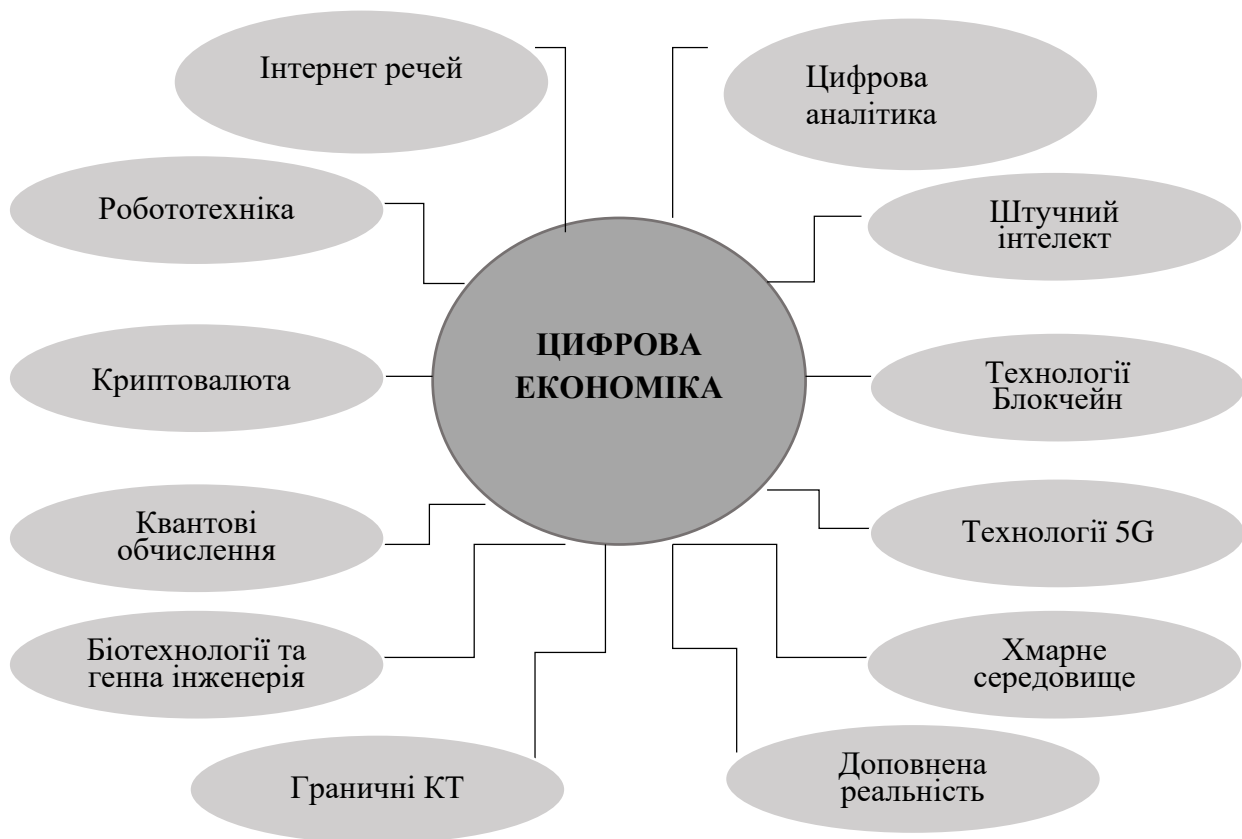 Інтернет речей
Цифрова
аналітика
Робототехніка
Штучний
інтелект
ЦИФРОВА
ЕКОНОМІКА
Криптовалюта
Технології
Блокчейн
Квантові
обчислення
Технології 5G
Біотехнології та
генна інженерія
Хмарне
середовище
Граничні КТ
Доповнена
реальність